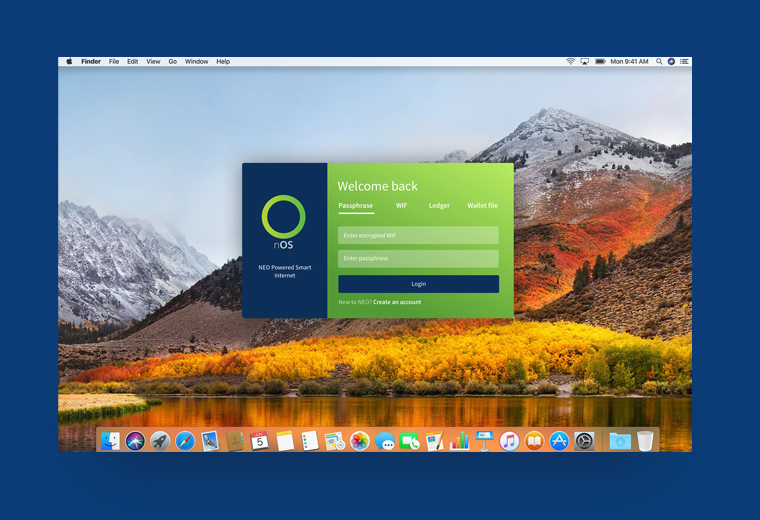 Finder File Edit View Go Window Help
Mon 9:41 AM
nOS
NEO Powered Smart
Internet
Welcome back
Passphrase WIF Ledger Wallet file
Enter encrypted WIF
Enter passphrase
Login
New to NEO? Create an account
5